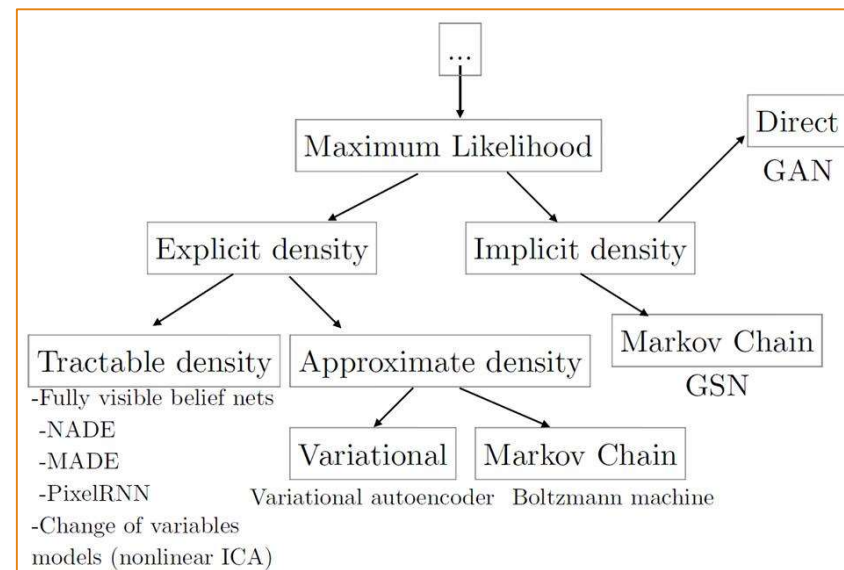 ...
Maximum Likelihood
Direct
GAN
Explicit density
Implicit density
Tractable density
-Fully visible belief nets
-NADE
-MADE
-PixelRNN
-Change of variables
models (nonlinear ICA)
Approximate density
Variational
Variational autoencoder
Markov Chain
Boltzmann machine
Markov Chain
GSN